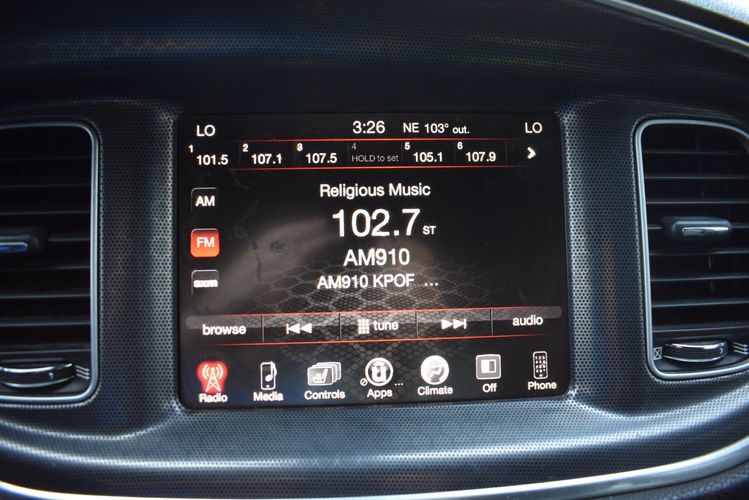 LO 3:26 NE 103° out. LO
1 101.5 2 107.1 3 107.5 4 HOLD to set 5 105.1 6 107.9
Religious Music
AM
102.7 ST
FM
AM910
AM910 KPOF ...
browse tune audio
Radio Media Controls Apps ... Climate Off Phone